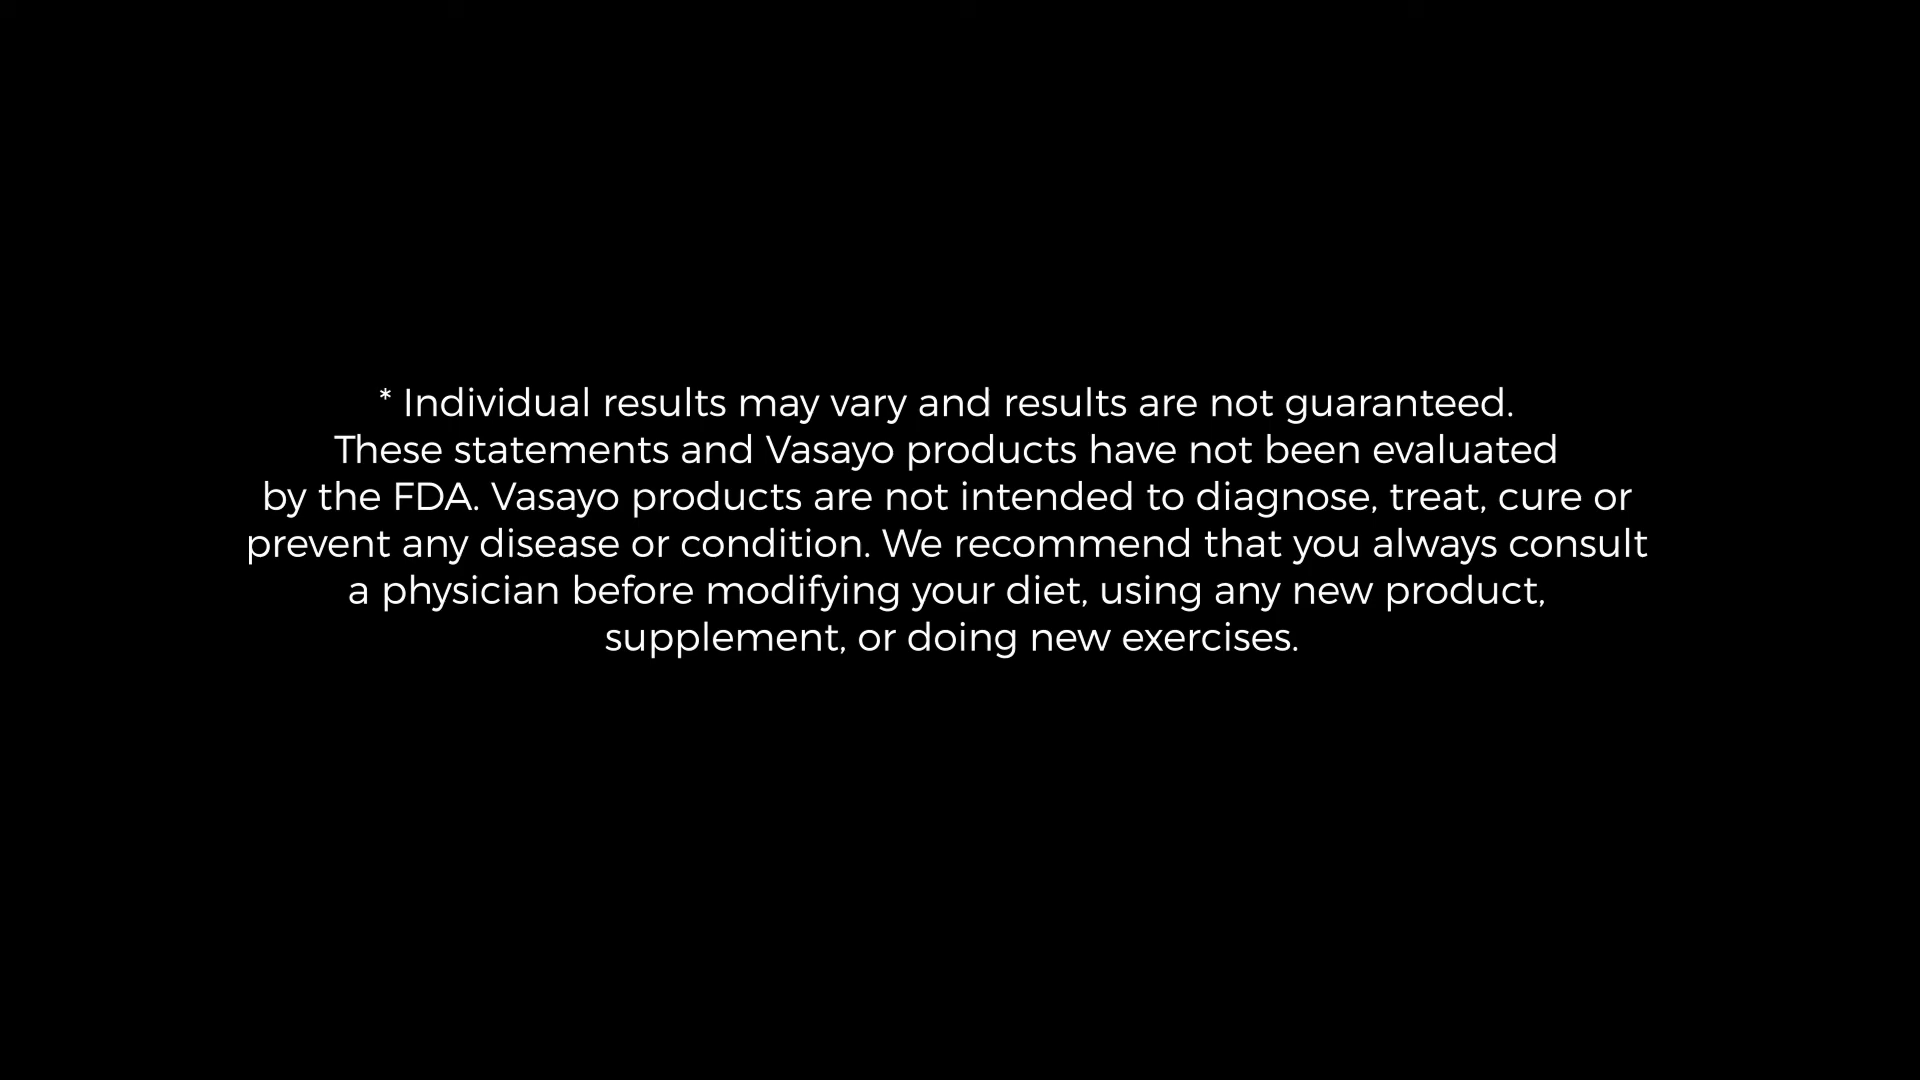 * Individual results may vary and results are not guaranteed.
These statements and Vasayo products have not been evaluated
by the FDA. Vasayo products are not intended to diagnose, treat, cure or
prevent any disease or condition. We recommend that you always consult
a physician before modifying your diet, using any new product,
supplement, or doing new exercises.